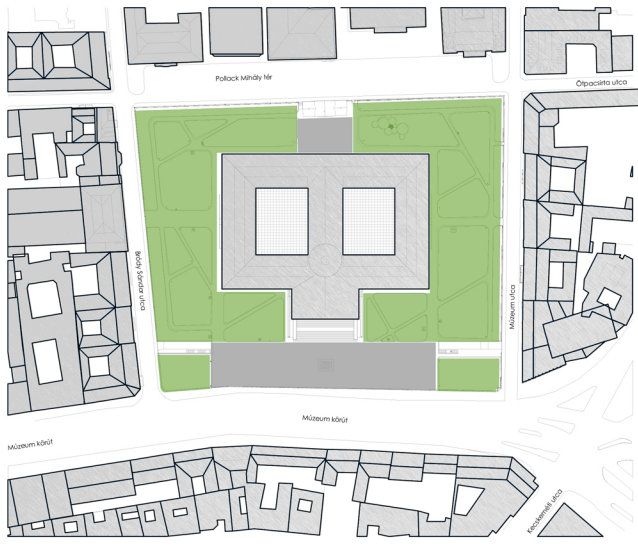 Pollack Mihály tér
Ötpacsirta utca
Bródy Sándor utca
Múzeum utca
Múzeum körút
Múzeum körút
Kecskeméti utca